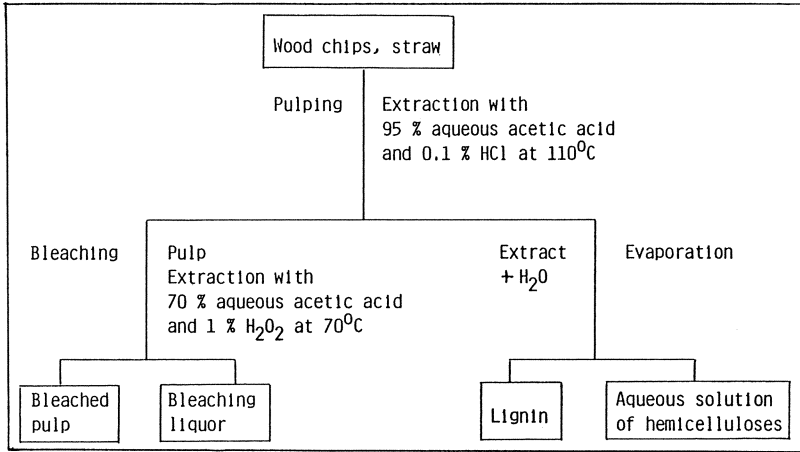 Wood chips, straw
Pulping
Extraction with
95 % aqueous acetic acid
and 0.1 % HCl at 110⁰C
Bleaching
Pulp
Extraction with
70 % aqueous acetic acid
and 1 % H₂O₂ at 70⁰C
Extract
+ H₂O
Evaporation
Bleached
pulp
Bleaching
liquor
Lignin
Aqueous solution
of hemicelluloses